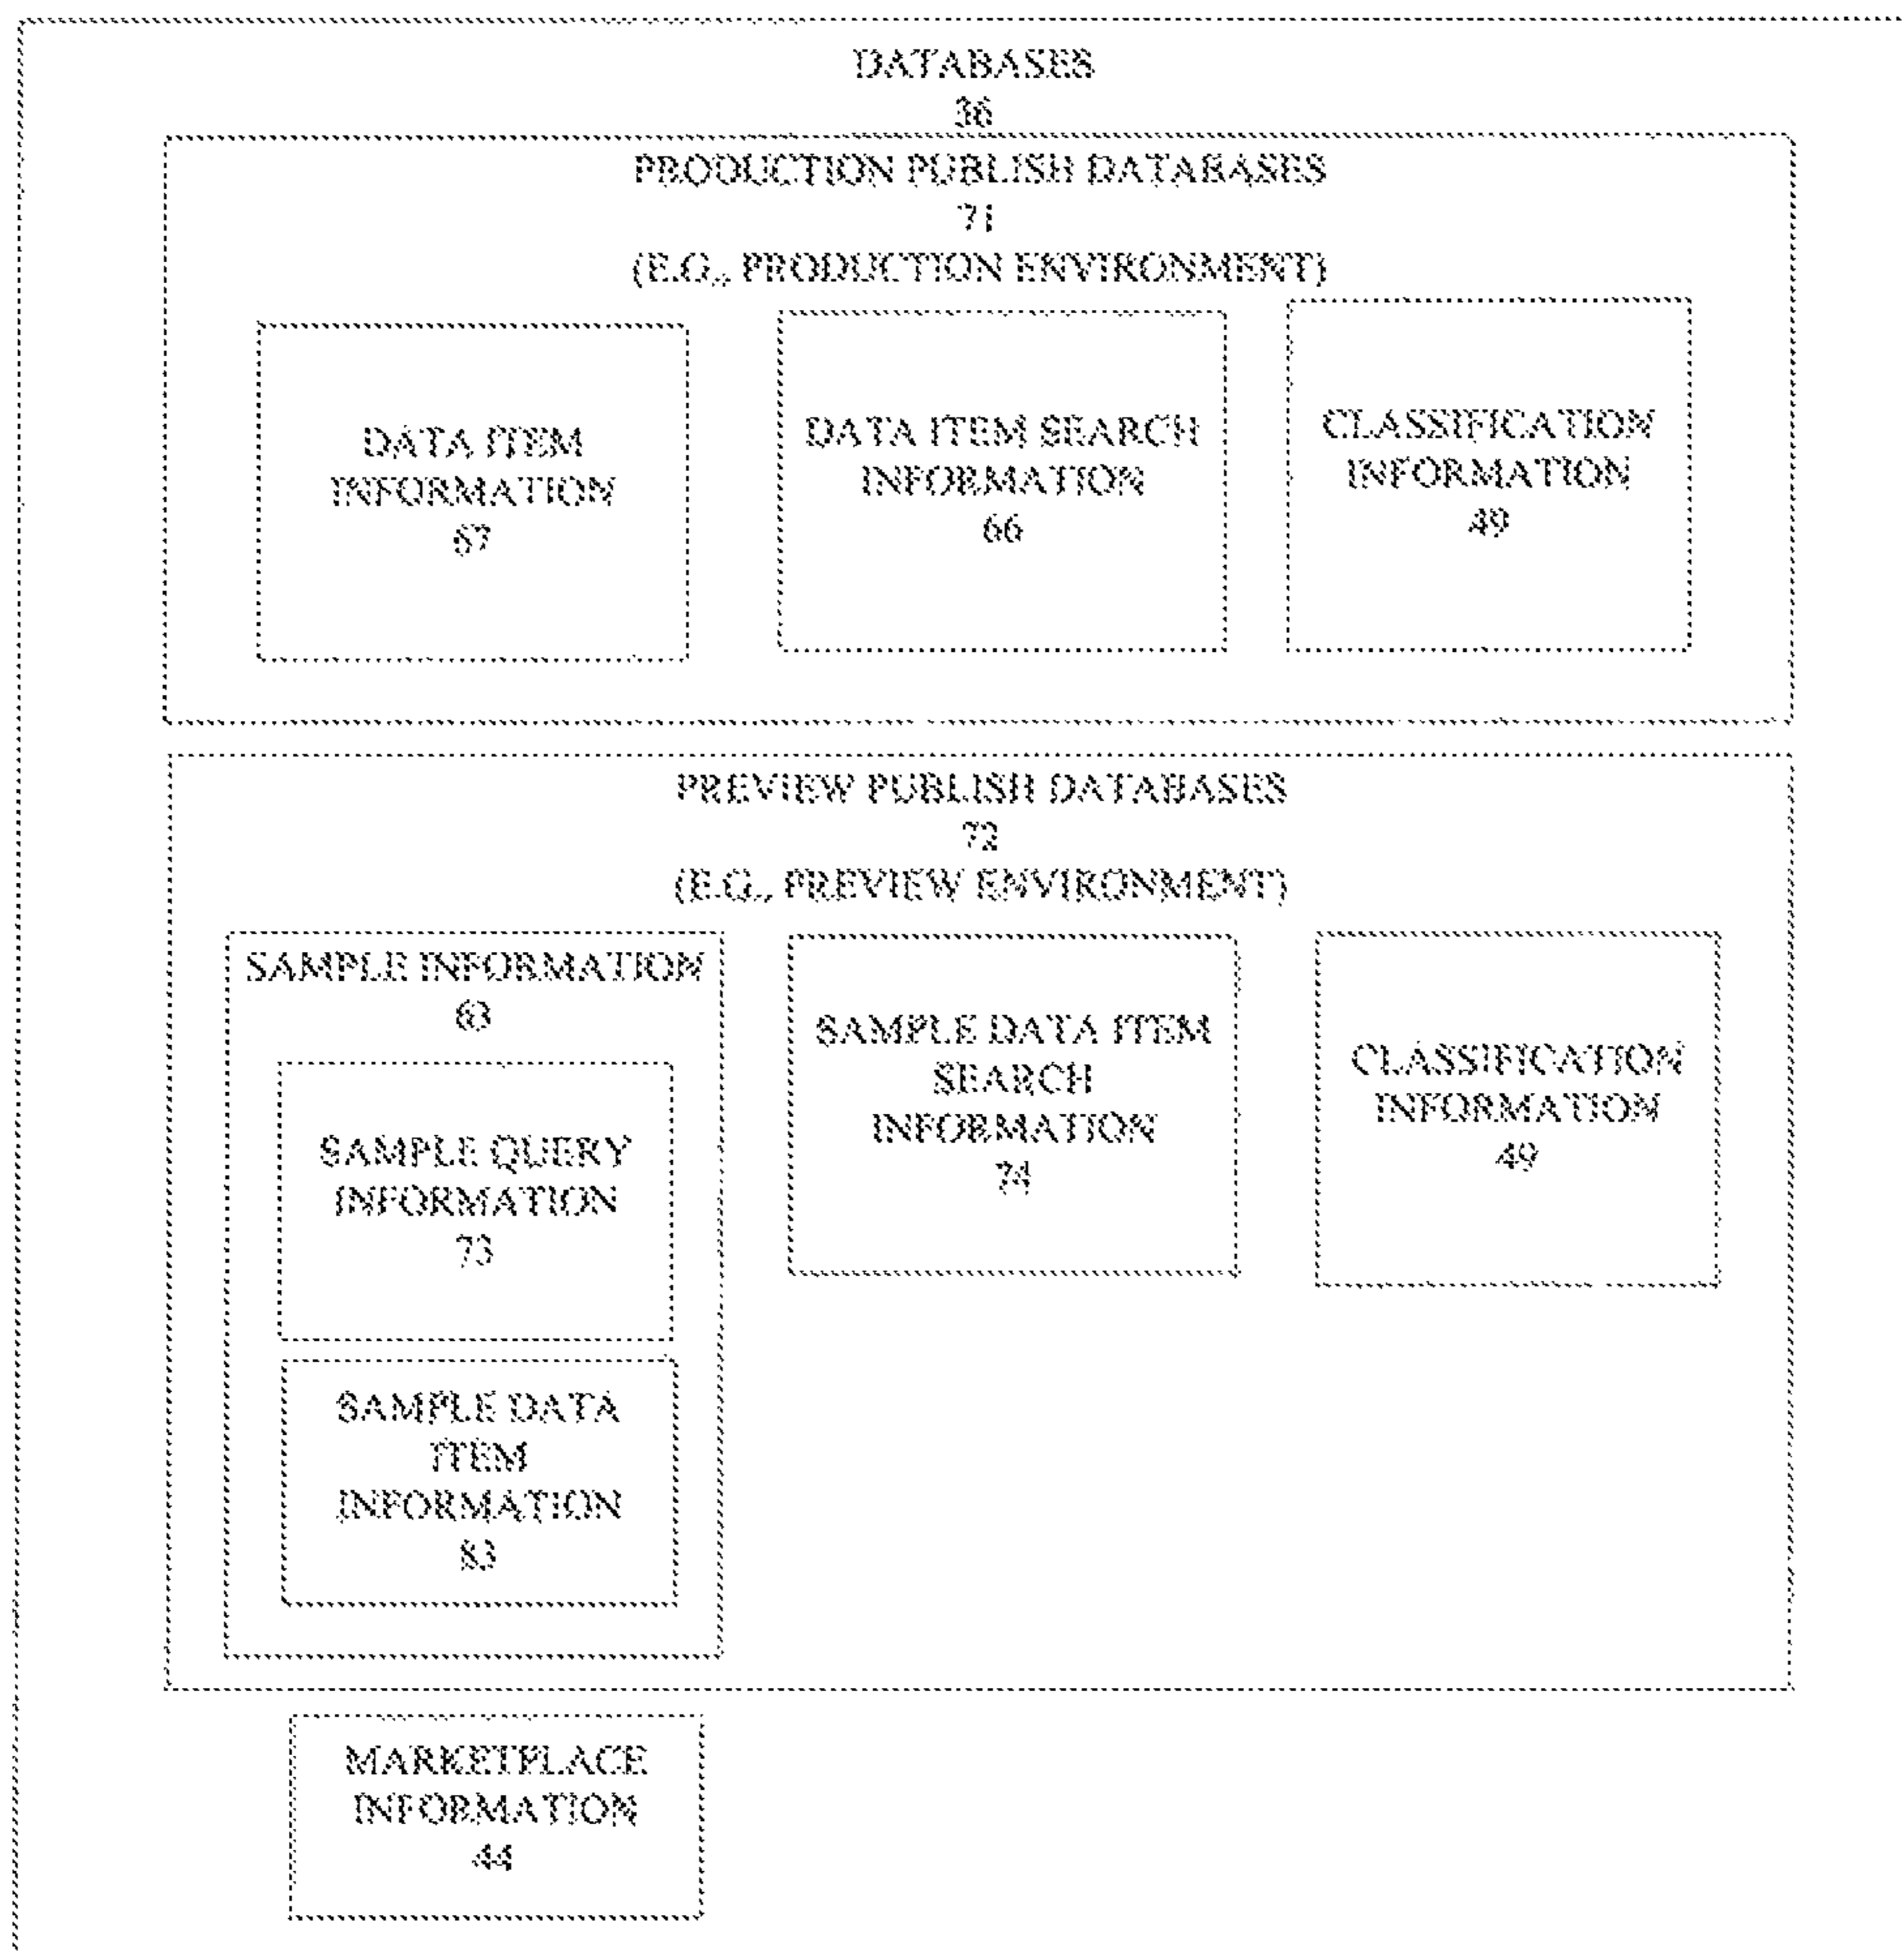 DATABASES
36
PRODUCTION PUBLISH DATABASES
71
(E.G., PRODUCTION ENVIRONMENT)
DATA ITEM
INFORMATION
67
DATA ITEM SEARCH
INFORMATION
66
CLASSIFICATION
INFORMATION
49
PREVIEW PUBLISH DATABASES
72
(E.G., PREVIEW ENVIRONMENT)
SAMPLE INFORMATION
63
SAMPLE QUERY
INFORMATION
73
SAMPLE DATA
ITEM
INFORMATION
83
SAMPLE DATA ITEM
SEARCH
INFORMATION
74
CLASSIFICATION
INFORMATION
49
MARKETPLACE
INFORMATION
44